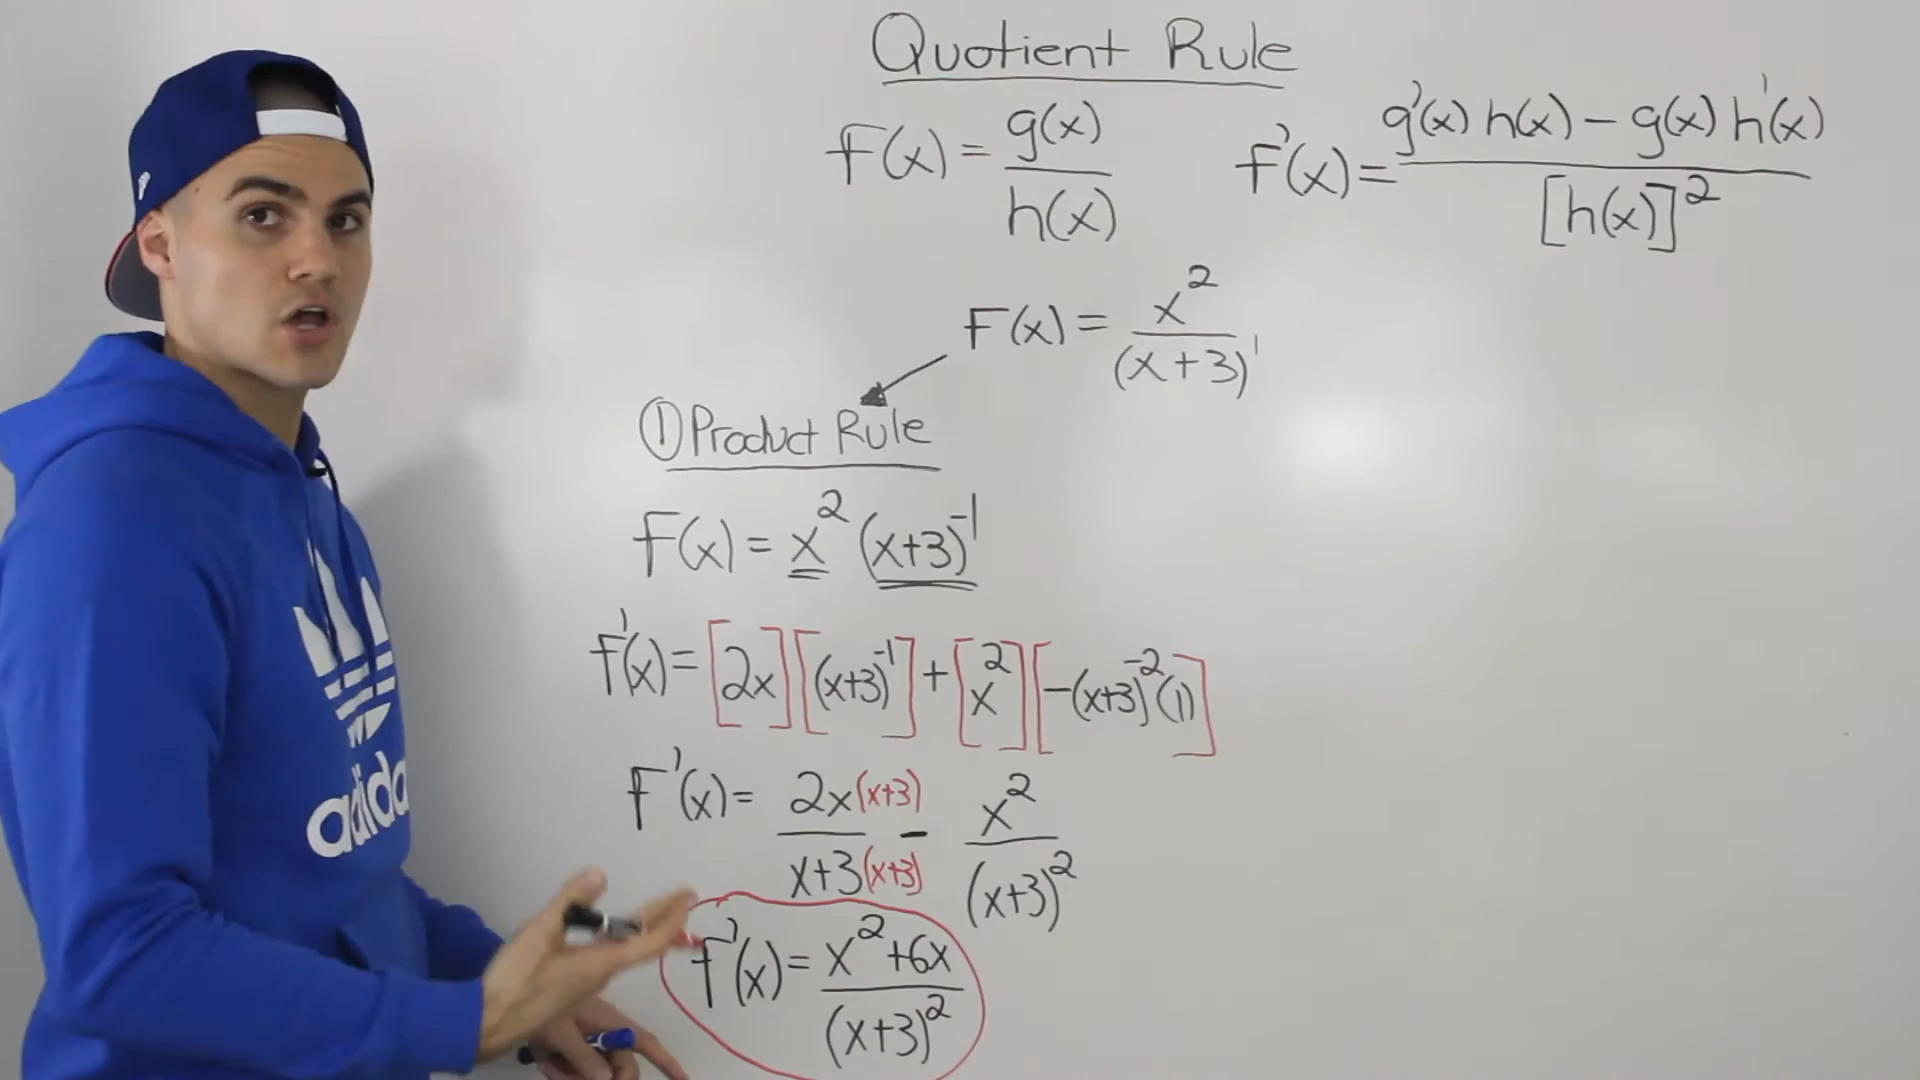 Quotient Rule
F(x) = g(x) / h(x)
F'(x) = g'(x) h(x) − g(x) h'(x) / [h(x)]²
F(x) = x² / (x+3)¹
① Product Rule
F(x) = x² (x+3)⁻¹
F'(x) = [2x] [(x+3)⁻¹] + [x²] [−(x+3)⁻²(1)]
F'(x) = 2x(x+3) / x+3(x+3) − x² / (x+3)²
F'(x) = x²+6x / (x+3)²
adidas